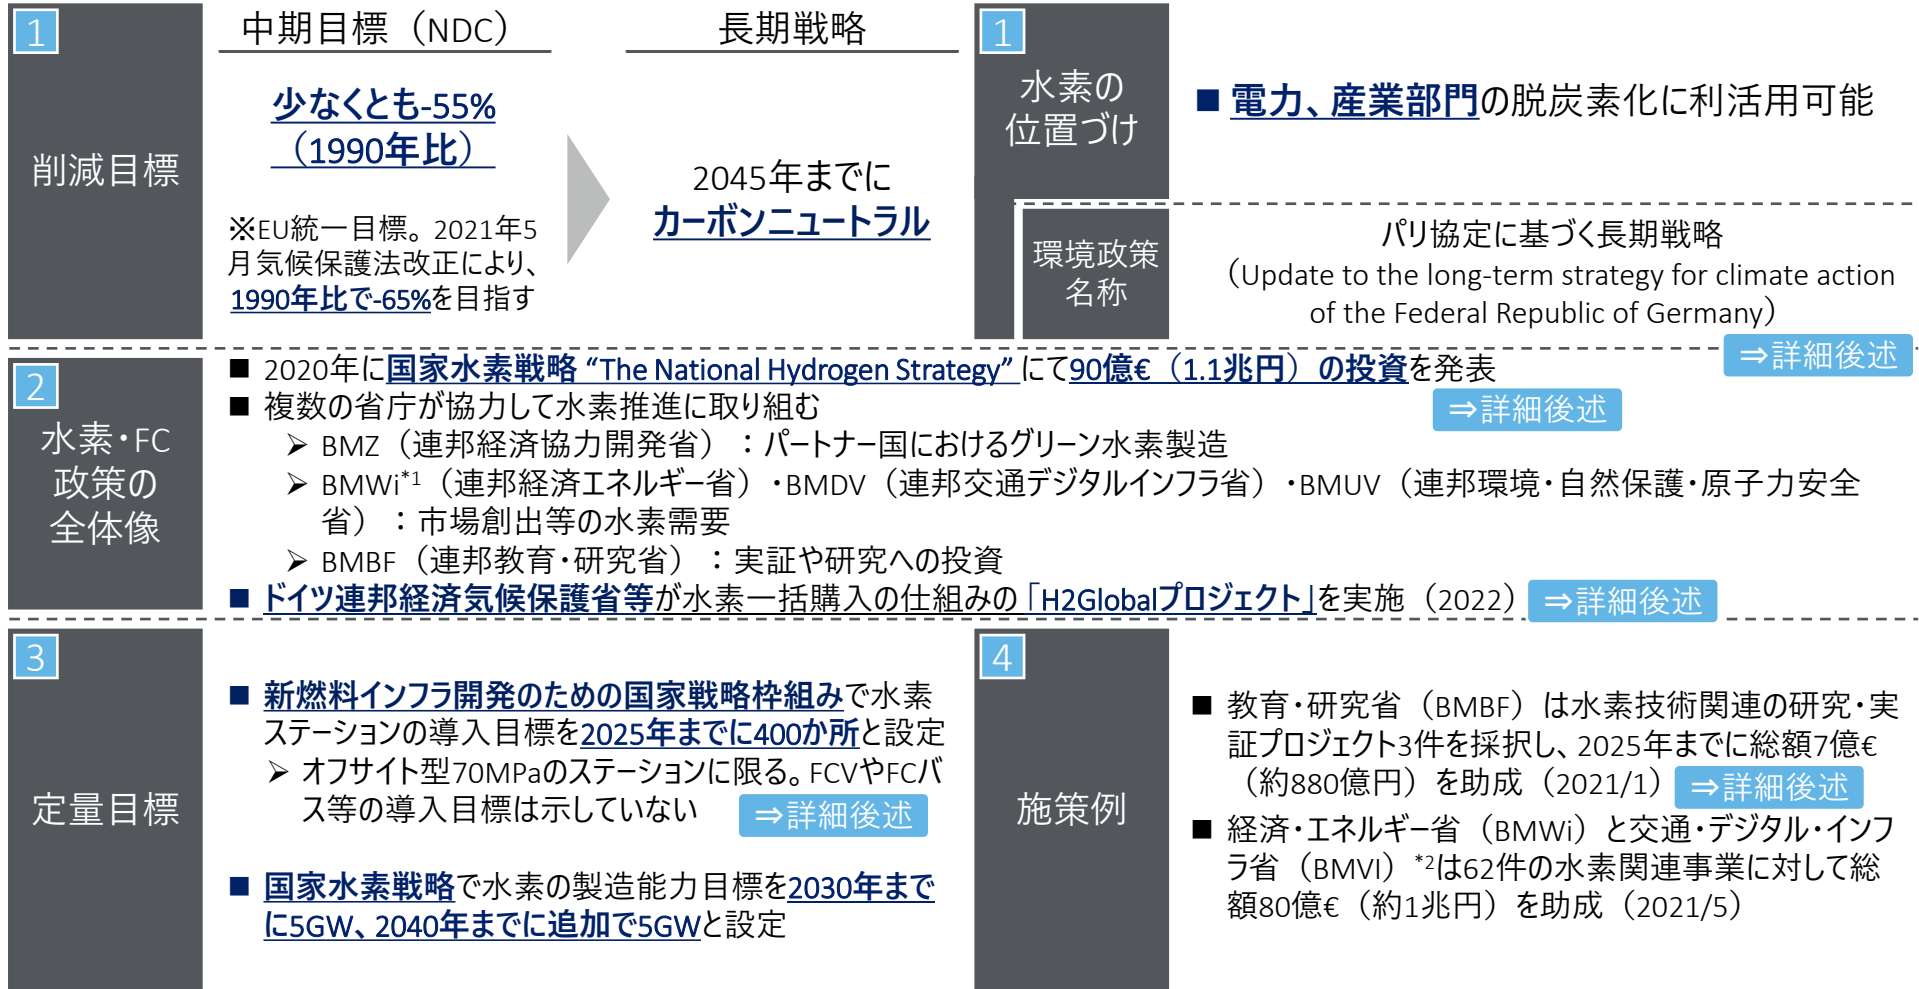 1
削減目標
中期目標（NDC）
少なくとも-55%
（1990年比）
※EU統一目標。2021年5
月気候保護法改正により、
1990年比で-65%を目指す
長期戦略
2045年までに
カーボンニュートラル
1
水素の
位置づけ
■ 電力、産業部門の脱炭素化に利活用可能
環境政策
名称
パリ協定に基づく長期戦略
（Update to the long-term strategy for climate action
of the Federal Republic of Germany）
⇒詳細後述
2
水素・FC
政策の
全体像
■ 2020年に国家水素戦略 “The National Hydrogen Strategy” にて90億€（1.1兆円）の投資を発表
■ 複数の省庁が協力して水素推進に取り組む
⇒詳細後述
➢ BMZ（連邦経済協力開発省）：パートナー国におけるグリーン水素製造
➢ BMWi*1（連邦経済エネルギー省）・BMDV（連邦交通デジタルインフラ省）・BMUV（連邦環境・自然保護・原子力安全
省）：市場創出等の水素需要
➢ BMBF（連邦教育・研究省）：実証や研究への投資
■ ドイツ連邦経済気候保護省等が水素一括購入の仕組みの「H2Globalプロジェクト」を実施（2022） ⇒詳細後述
3
定量目標
■ 新燃料インフラ開発のための国家戦略枠組みで水素
ステーションの導入目標を2025年までに400か所と設定
➢ オフサイト型70MPaのステーションに限る。FCVやFCバ
ス等の導入目標は示していない ⇒詳細後述
■ 国家水素戦略で水素の製造能力目標を2030年まで
に5GW、2040年までに追加で5GWと設定
4
施策例
■ 教育・研究省（BMBF）は水素技術関連の研究・実
証プロジェクト3件を採択し、2025年までに総額7億€
（約880億円）を助成（2021/1） ⇒詳細後述
■ 経済・エネルギー省（BMWi）と交通・デジタル・インフ
ラ省（BMVI）*2は62件の水素関連事業に対して総
額80億€（約1兆円）を助成（2021/5）